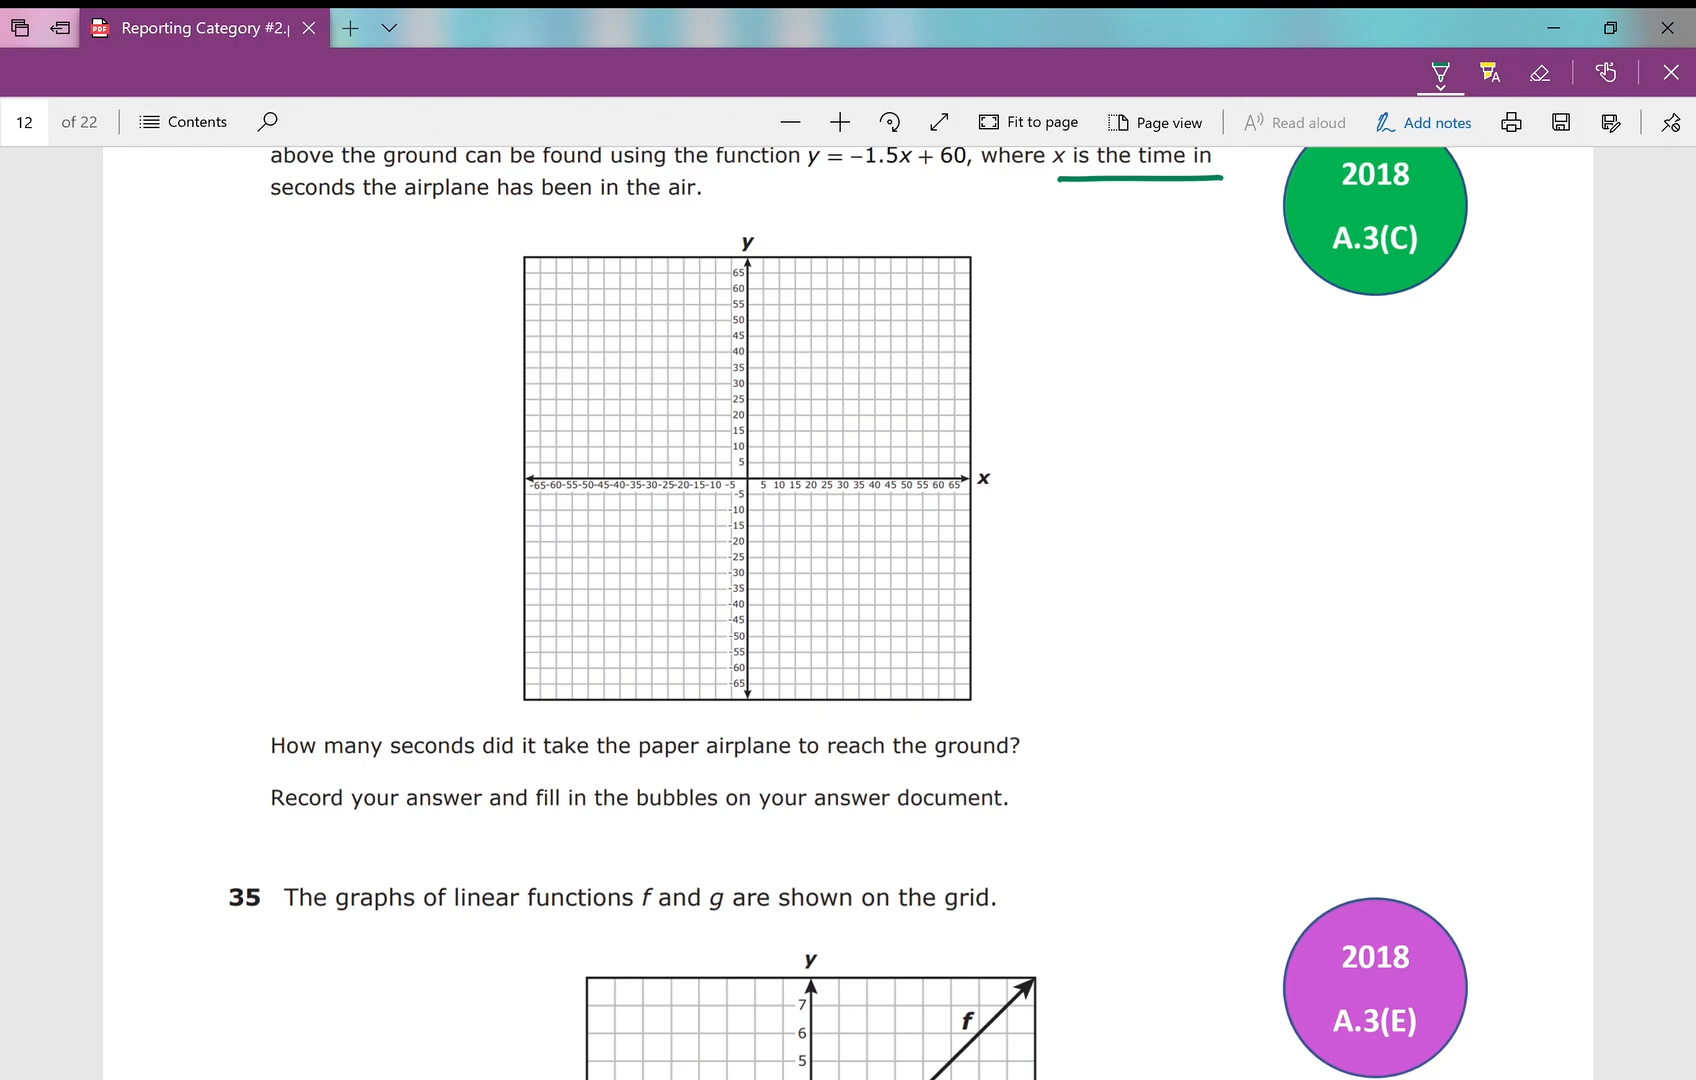 Reporting Category #2.p
12 of 22 Contents Fit to page Page view Read aloud Add notes
above the ground can be found using the function y = −1.5x + 60, where x is the time in
seconds the airplane has been in the air.
2018
A.3(C)
y
65
60
55
50
45
40
35
30
25
20
15
10
5
x
-65-60-55-50-45-40-35-30-25-20-15-10 -5 5 10 15 20 25 30 35 40 45 50 55 60 65
-5
-10
-15
-20
-25
-30
-35
-40
-45
-50
-55
-60
-65
How many seconds did it take the paper airplane to reach the ground?
Record your answer and fill in the bubbles on your answer document.
35 The graphs of linear functions f and g are shown on the grid.
2018
A.3(E)
y
7
f
6
5